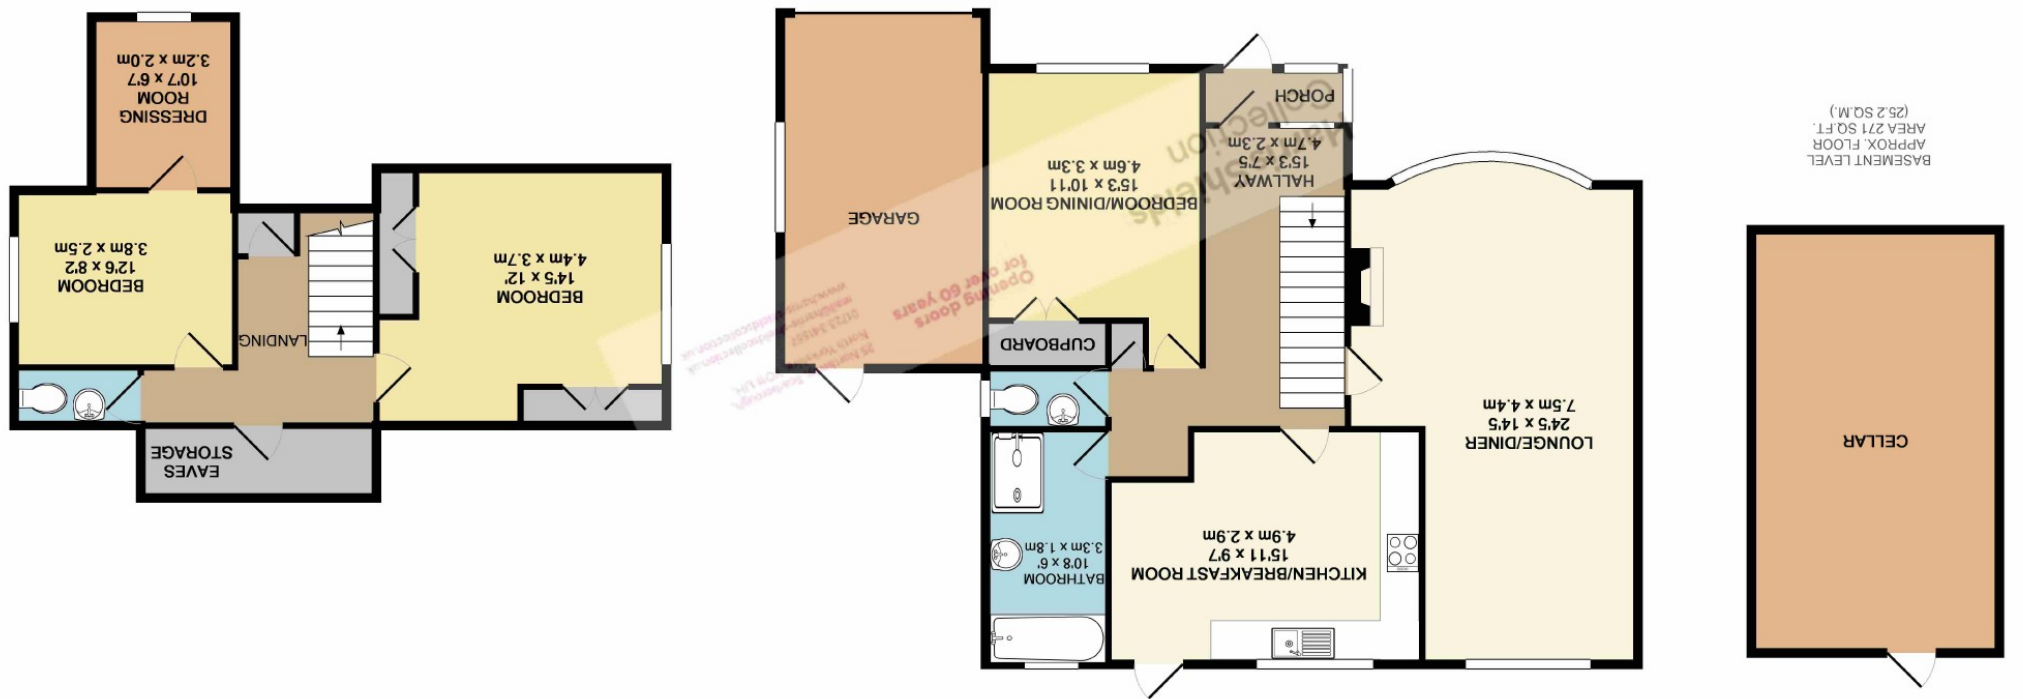 CELLAR
BASEMENT LEVEL
APPROX. FLOOR
AREA 271 SQ.FT.
(25.2 SQ.M.)
LOUNGE/DINER
24'5 x 14'5
7.5m x 4.4m
KITCHEN/BREAKFAST ROOM
15'11 x 9'7
4.9m x 2.9m
BATHROOM
10'8 x 6'
3.3m x 1.8m
CUPBOARD
HALLWAY
15'3 x 7'5
4.7m x 2.3m
PORCH
BEDROOM/DINING ROOM
15'3 x 10'11
4.6m x 3.3m
GARAGE
Shields
Collection
Opening doors
for over 60 years
EAVES
STORAGE
LANDING
BEDROOM
14'5 x 12'
4.4m x 3.7m
BEDROOM
12'6 x 8'2
3.8m x 2.5m
DRESSING
ROOM
10'7 x 6'7
3.2m x 2.0m